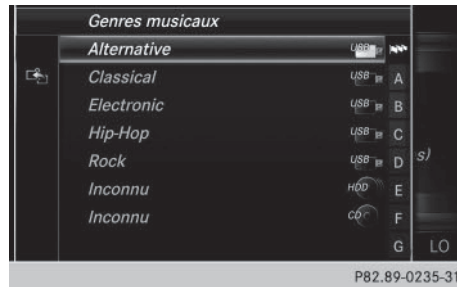 Genres musicaux
Alternative USB
Classical USB A
Electronic USB B
Hip-Hop USB C
Rock USB D s)
Inconnu HDD E
Inconnu CD F
G LO
P82.89-0235-31